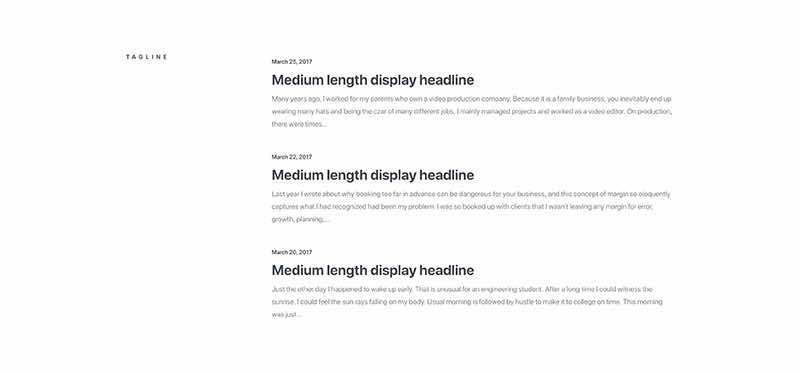 TAGLINE
March 23, 2017
Medium length display headline
Many years ago, I worked for my parents who own a video production company. Because it is a family business, you inevitably end up
wearing many hats and being the czar of many different jobs. I mainly managed projects and worked as a video editor. On production,
there were times...
March 22, 2017
Medium length display headline
Last year I wrote about why booking too far in advance can be dangerous for your business, and this concept of margin so eloquently
captures what I had recognized had been my problem. I was so booked up with clients that I wasn't leaving any margin for error,
growth, planning,...
March 20, 2017
Medium length display headline
Just the other day I happened to wake up early. That is unusual for an engineering student. After a long time I could witness the
sunrise. I could feel the sun rays falling on my body. Usual morning is followed by hustle to make it to college on time. This morning
was just...